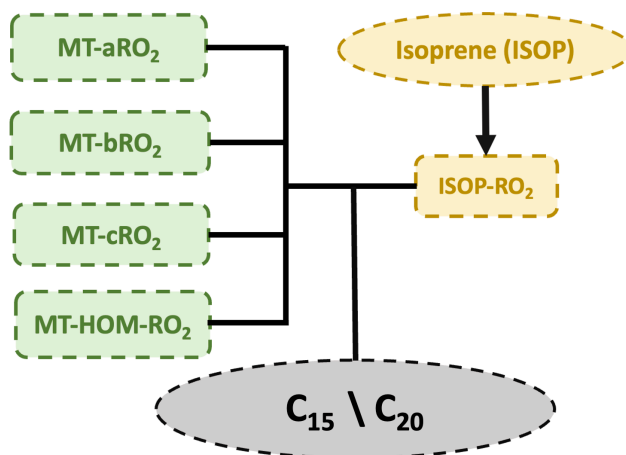 MT-aRO₂
Isoprene (ISOP)
MT-bRO₂
ISOP-RO₂
MT-cRO₂
MT-HOM-RO₂
C₁₅ \ C₂₀